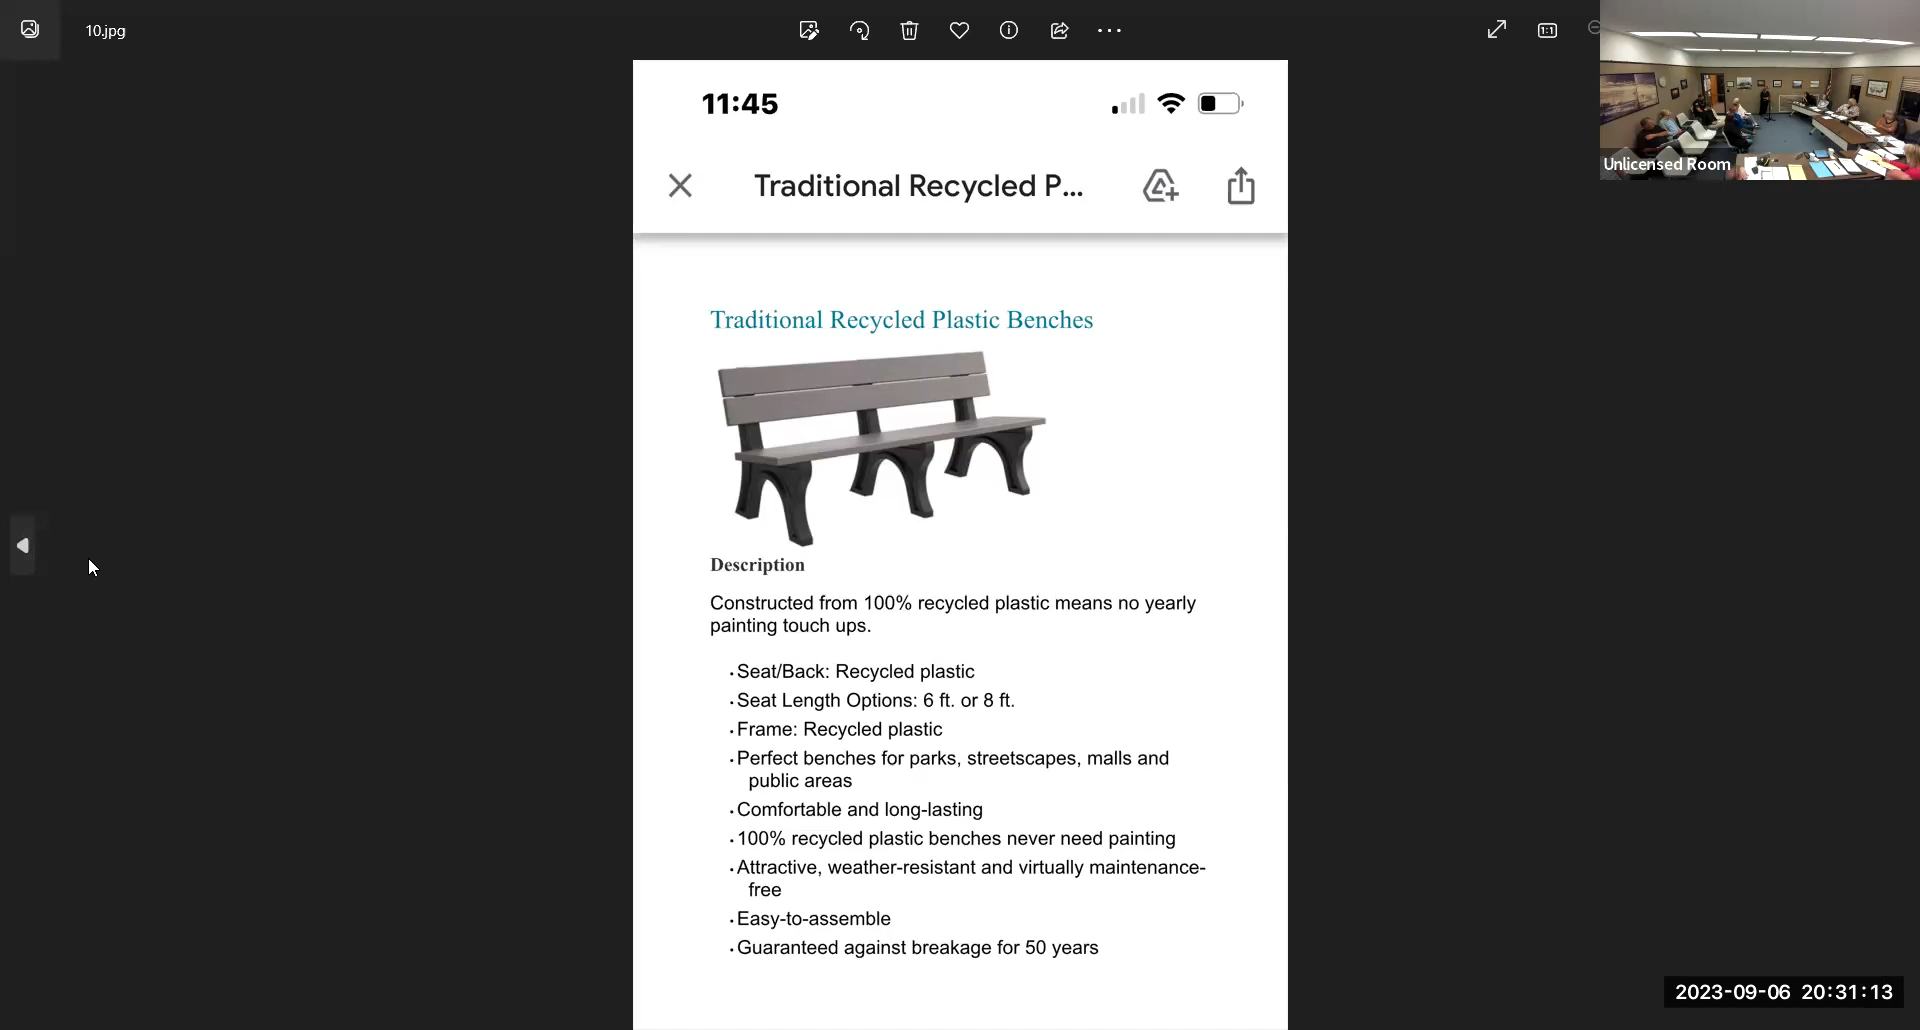 10.jpg
1:1
Unlicensed Room
11:45
Traditional Recycled P...
Traditional Recycled Plastic Benches
Description
Constructed from 100% recycled plastic means no yearly
painting touch ups.
• Seat/Back: Recycled plastic
• Seat Length Options: 6 ft. or 8 ft.
• Frame: Recycled plastic
• Perfect benches for parks, streetscapes, malls and
public areas
• Comfortable and long-lasting
• 100% recycled plastic benches never need painting
• Attractive, weather-resistant and virtually maintenance-
free
• Easy-to-assemble
• Guaranteed against breakage for 50 years
2023-09-06 20:31:13